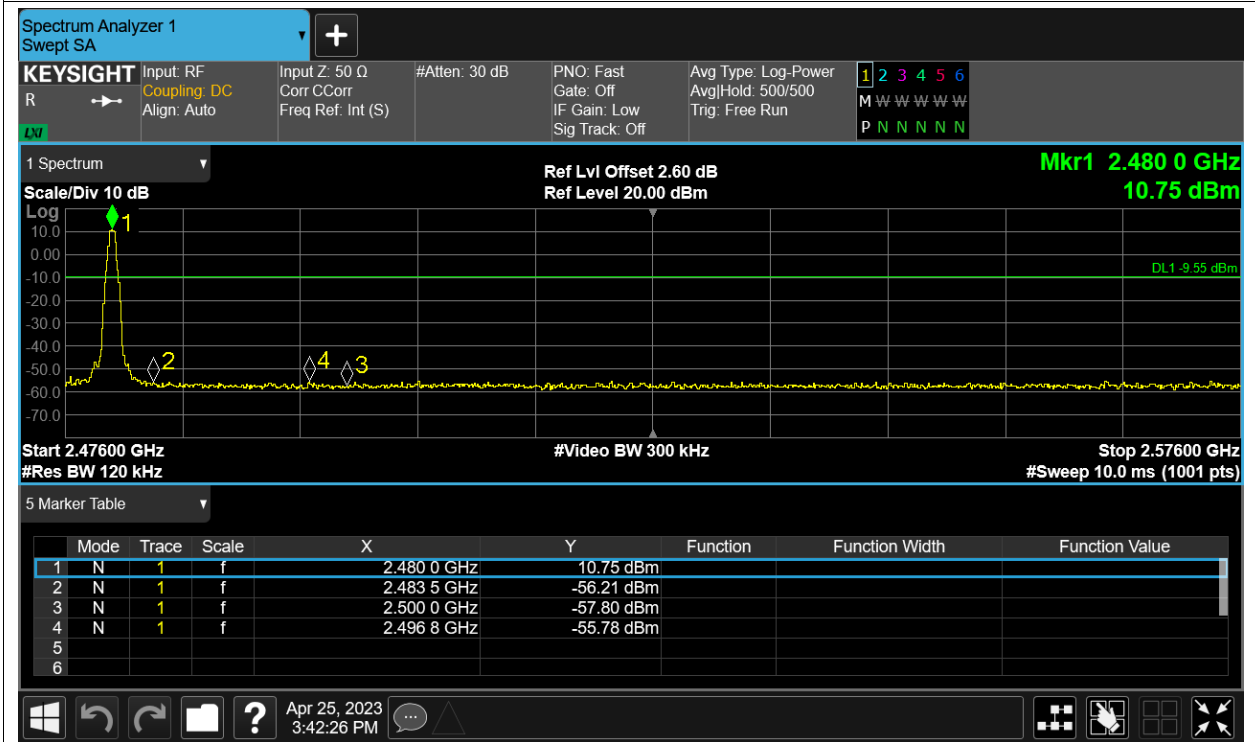 Spectrum Analyzer 1
Swept SA
KEYSIGHT
R
LXI
Input: RF
Coupling: DC
Align: Auto
Input Z: 50 Ω
Corr CCorr
Freq Ref: Int (S)
#Atten: 30 dB
PNO: Fast
Gate: Off
IF Gain: Low
Sig Track: Off
Avg Type: Log-Power
Avg|Hold: 500/500
Trig: Free Run
1 2 3 4 5 6
M W W W W W
P N N N N N
1 Spectrum
Scale/Div 10 dB
Ref Lvl Offset 2.60 dB
Ref Level 20.00 dBm
Mkr1 2.480 0 GHz
10.75 dBm
Log
10.0
0.00
-10.0
-20.0
-30.0
-40.0
-50.0
-60.0
-70.0
1
2
4
3
DL1 -9.55 dBm
Start 2.47600 GHz
#Res BW 120 kHz
#Video BW 300 kHz
Stop 2.57600 GHz
#Sweep 10.0 ms (1001 pts)
5 Marker Table
Mode Trace Scale X Y Function Function Width Function Value
1 N 1 f 2.480 0 GHz 10.75 dBm
2 N 1 f 2.483 5 GHz -56.21 dBm
3 N 1 f 2.500 0 GHz -57.80 dBm
4 N 1 f 2.496 8 GHz -55.78 dBm
5
6
?
Apr 25, 2023
3:42:26 PM